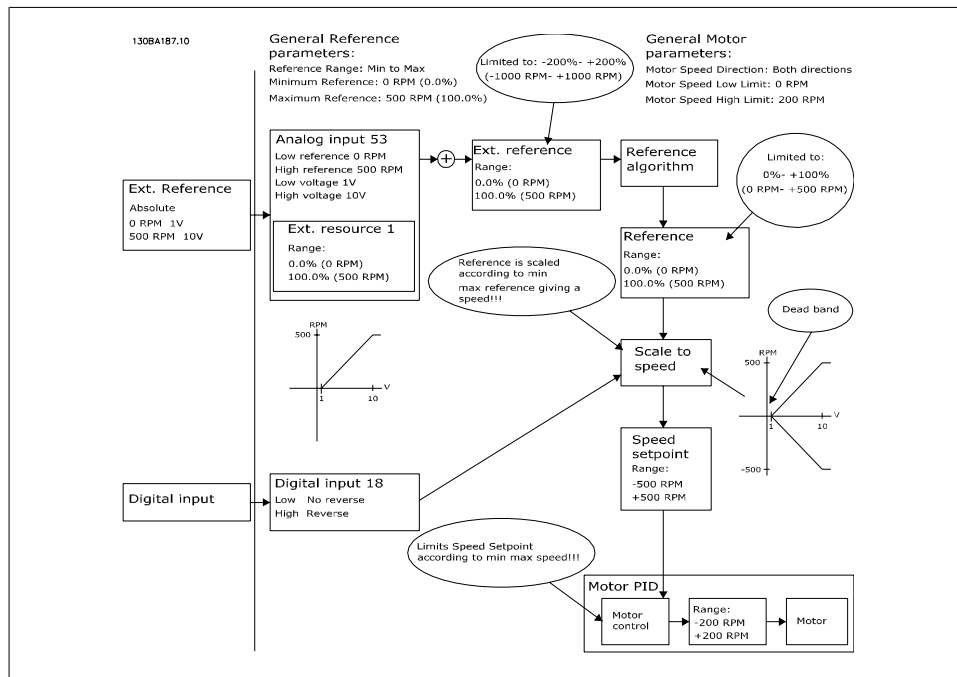 130BA187.10
General Reference
parameters:
Reference Range: Min to Max
Minimum Reference: 0 RPM (0.0%)
Maximum Reference: 500 RPM (100.0%)
Limited to: -200%- +200%
(-1000 RPM- +1000 RPM)
General Motor
parameters:
Motor Speed Direction: Both directions
Motor Speed Low Limit: 0 RPM
Motor Speed High Limit: 200 RPM
Ext. Reference
Absolute
0 RPM 1V
500 RPM 10V
Analog input 53
Low reference 0 RPM
High reference 500 RPM
Low voltage 1V
High voltage 10V
Ext. resource 1
Range:
0.0% (0 RPM)
100.0% (500 RPM)
+
Ext. reference
Range:
0.0% (0 RPM)
100.0% (500 RPM)
Reference
algorithm
Limited to:
0%- +100%
(0 RPM- +500 RPM)
Reference
Range:
0.0% (0 RPM)
100.0% (500 RPM)
Reference is scaled
according to min
max reference giving a
speed!!!
Dead band
RPM
500
V
1
10
Scale to
speed
RPM
500
V
1
10
-500
Speed
setpoint
Range:
-500 RPM
+500 RPM
Digital input
Digital input 18
Low No reverse
High Reverse
Limits Speed Setpoint
according to min max speed!!!
Motor PID
Motor
control
Range:
-200 RPM
+200 RPM
Motor